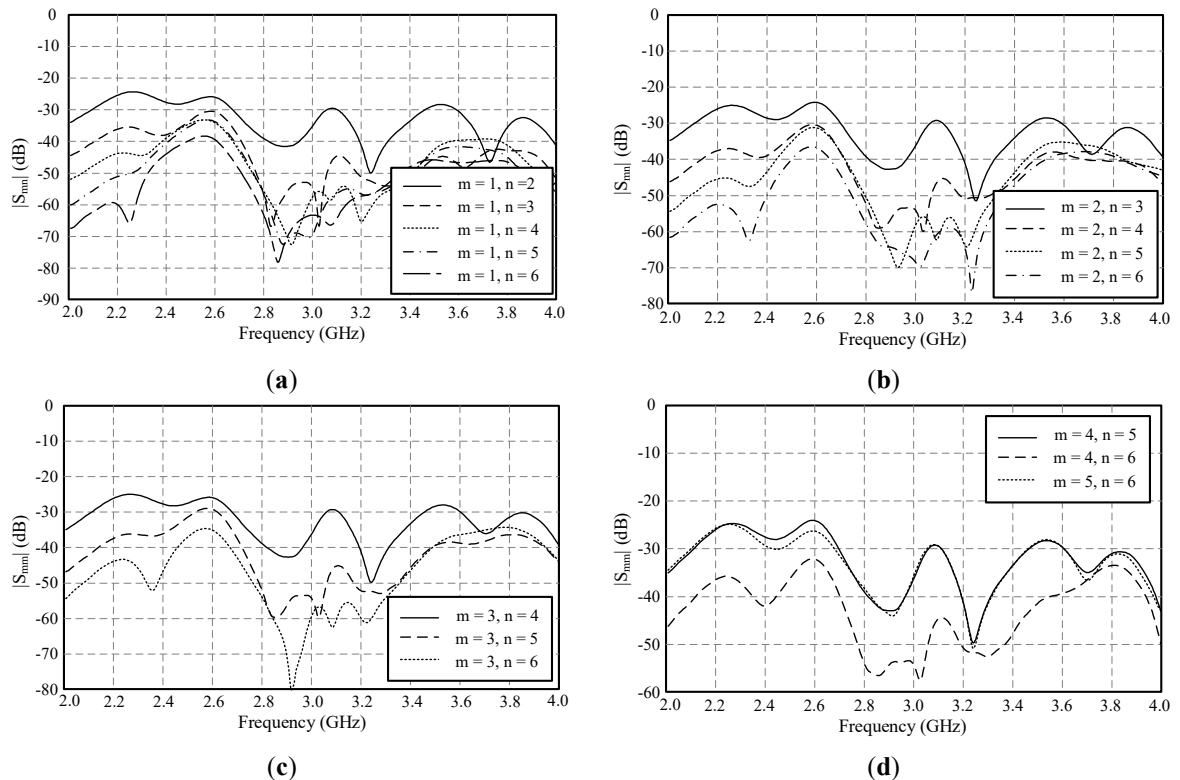 0
-10
-20
-30
-40
-50
-60
-70
-80
-90
|Smn| (dB)
m = 1, n =2
m = 1, n =3
m = 1, n = 4
m = 1, n = 5
m = 1, n = 6
2.0 2.2 2.4 2.6 2.8 3.0 3.2 3.4 3.6 3.8 4.0
Frequency (GHz)
(a)
0
-10
-20
-30
-40
-50
-60
-70
-80
|Smn| (dB)
m = 2, n = 3
m = 2, n = 4
m = 2, n = 5
m = 2, n = 6
2.0 2.2 2.4 2.6 2.8 3.0 3.2 3.4 3.6 3.8 4.0
Frequency (GHz)
(b)
0
-10
-20
-30
-40
-50
-60
-70
-80
|Smn| (dB)
m = 3, n = 4
m = 3, n = 5
m = 3, n = 6
2.0 2.2 2.4 2.6 2.8 3.0 3.2 3.4 3.6 3.8 4.0
Frequency (GHz)
(c)
0
-10
-20
-30
-40
-50
-60
|Smn| (dB)
m = 4, n = 5
m = 4, n = 6
m = 5, n = 6
2.0 2.2 2.4 2.6 2.8 3.0 3.2 3.4 3.6 3.8 4.0
Frequency (GHz)
(d)